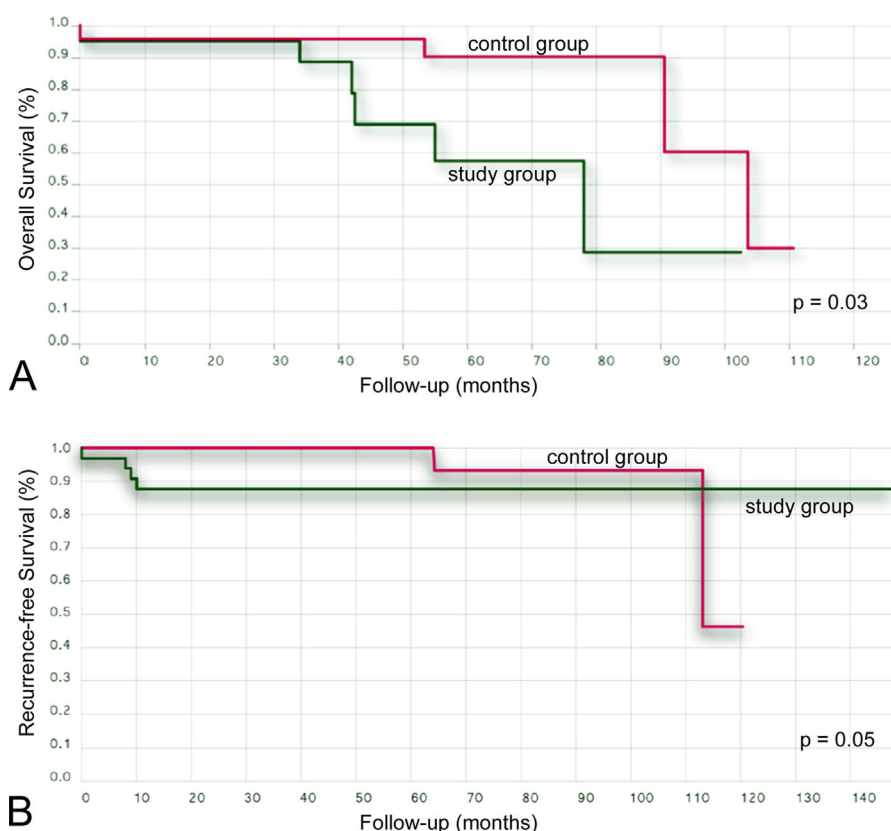 Overall Survival (%)
1.0
0.9
0.8
0.7
0.6
0.5
0.4
0.3
0.2
0.1
0.0
control group
study group
p = 0.03
0 10 20 30 40 50 60 70 80 90 100 110 120
Follow-up (months)
A
Recurrence-free Survival (%)
1.0
0.9
0.8
0.7
0.6
0.5
0.4
0.3
0.2
0.1
0.0
control group
study group
p = 0.05
0 10 20 30 40 50 60 70 80 90 100 110 120 130 140
Follow-up (months)
B